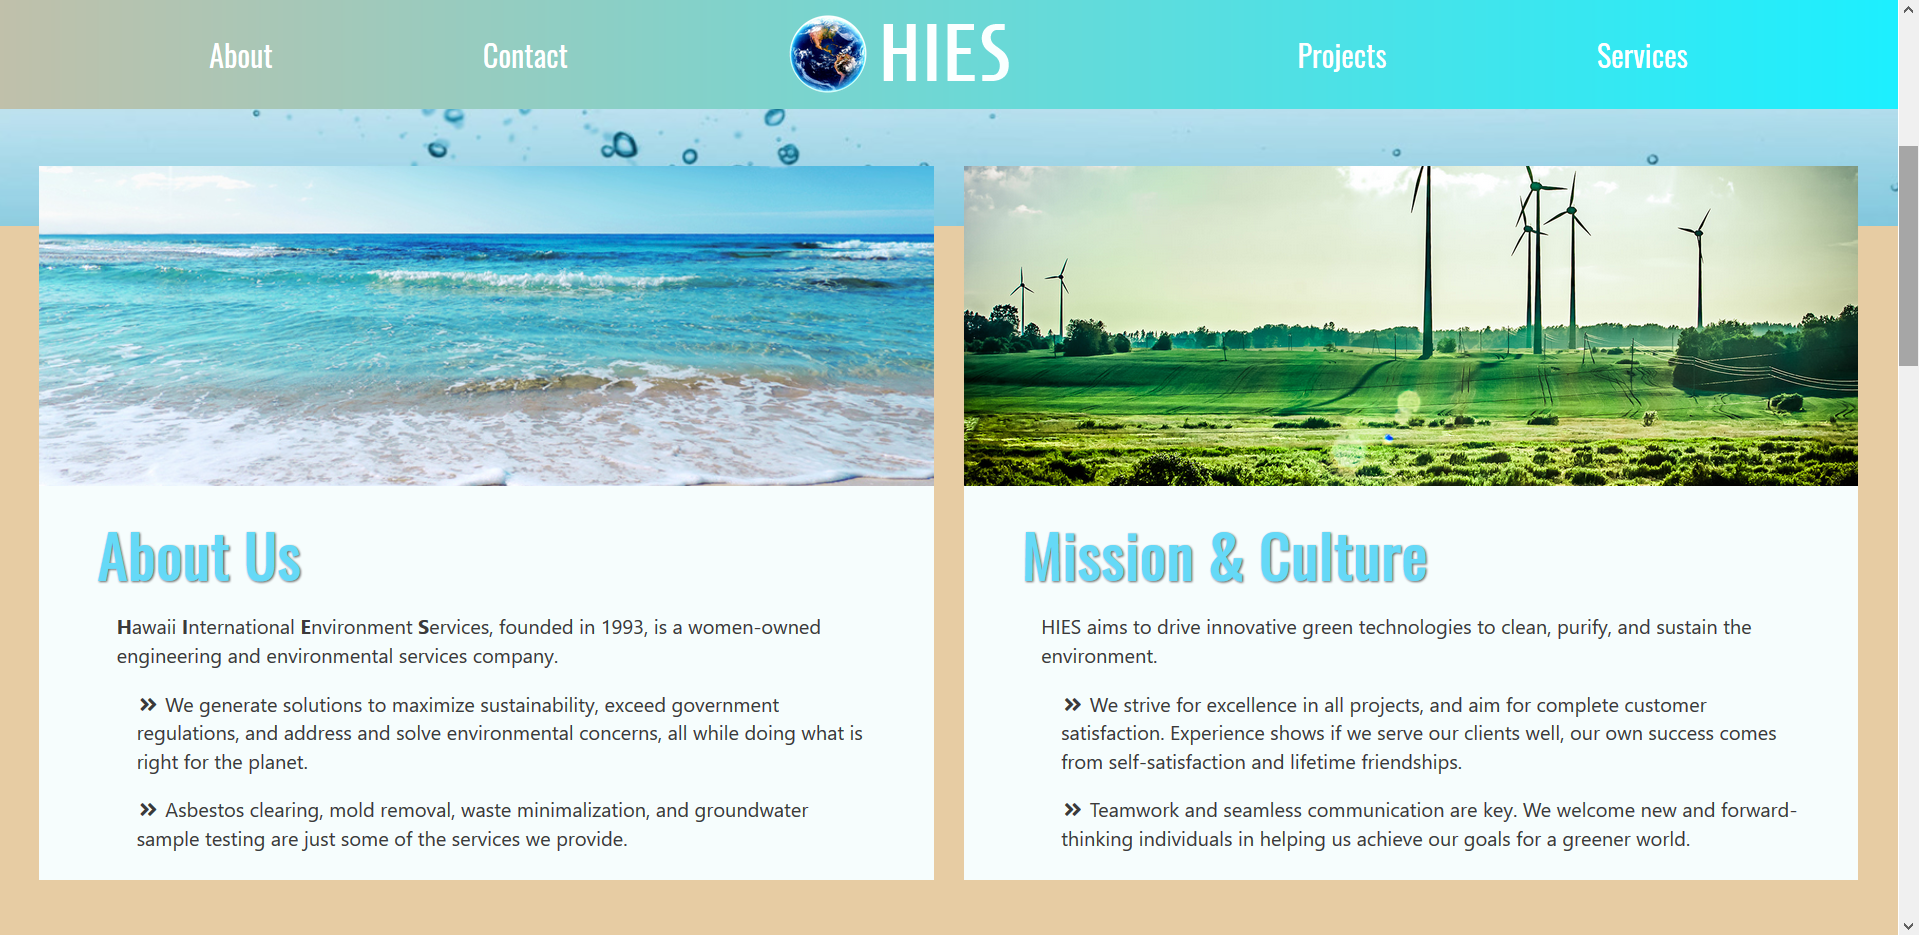 About
Contact
HIES
Projects
Services
About Us
Hawaii International Environment Services, founded in 1993, is a women-owned
engineering and environmental services company.
» We generate solutions to maximize sustainability, exceed government
regulations, and address and solve environmental concerns, all while doing what is
right for the planet.
» Asbestos clearing, mold removal, waste minimalization, and groundwater
sample testing are just some of the services we provide.
Mission & Culture
HIES aims to drive innovative green technologies to clean, purify, and sustain the
environment.
» We strive for excellence in all projects, and aim for complete customer
satisfaction. Experience shows if we serve our clients well, our own success comes
from self-satisfaction and lifetime friendships.
» Teamwork and seamless communication are key. We welcome new and forward-
thinking individuals in helping us achieve our goals for a greener world.